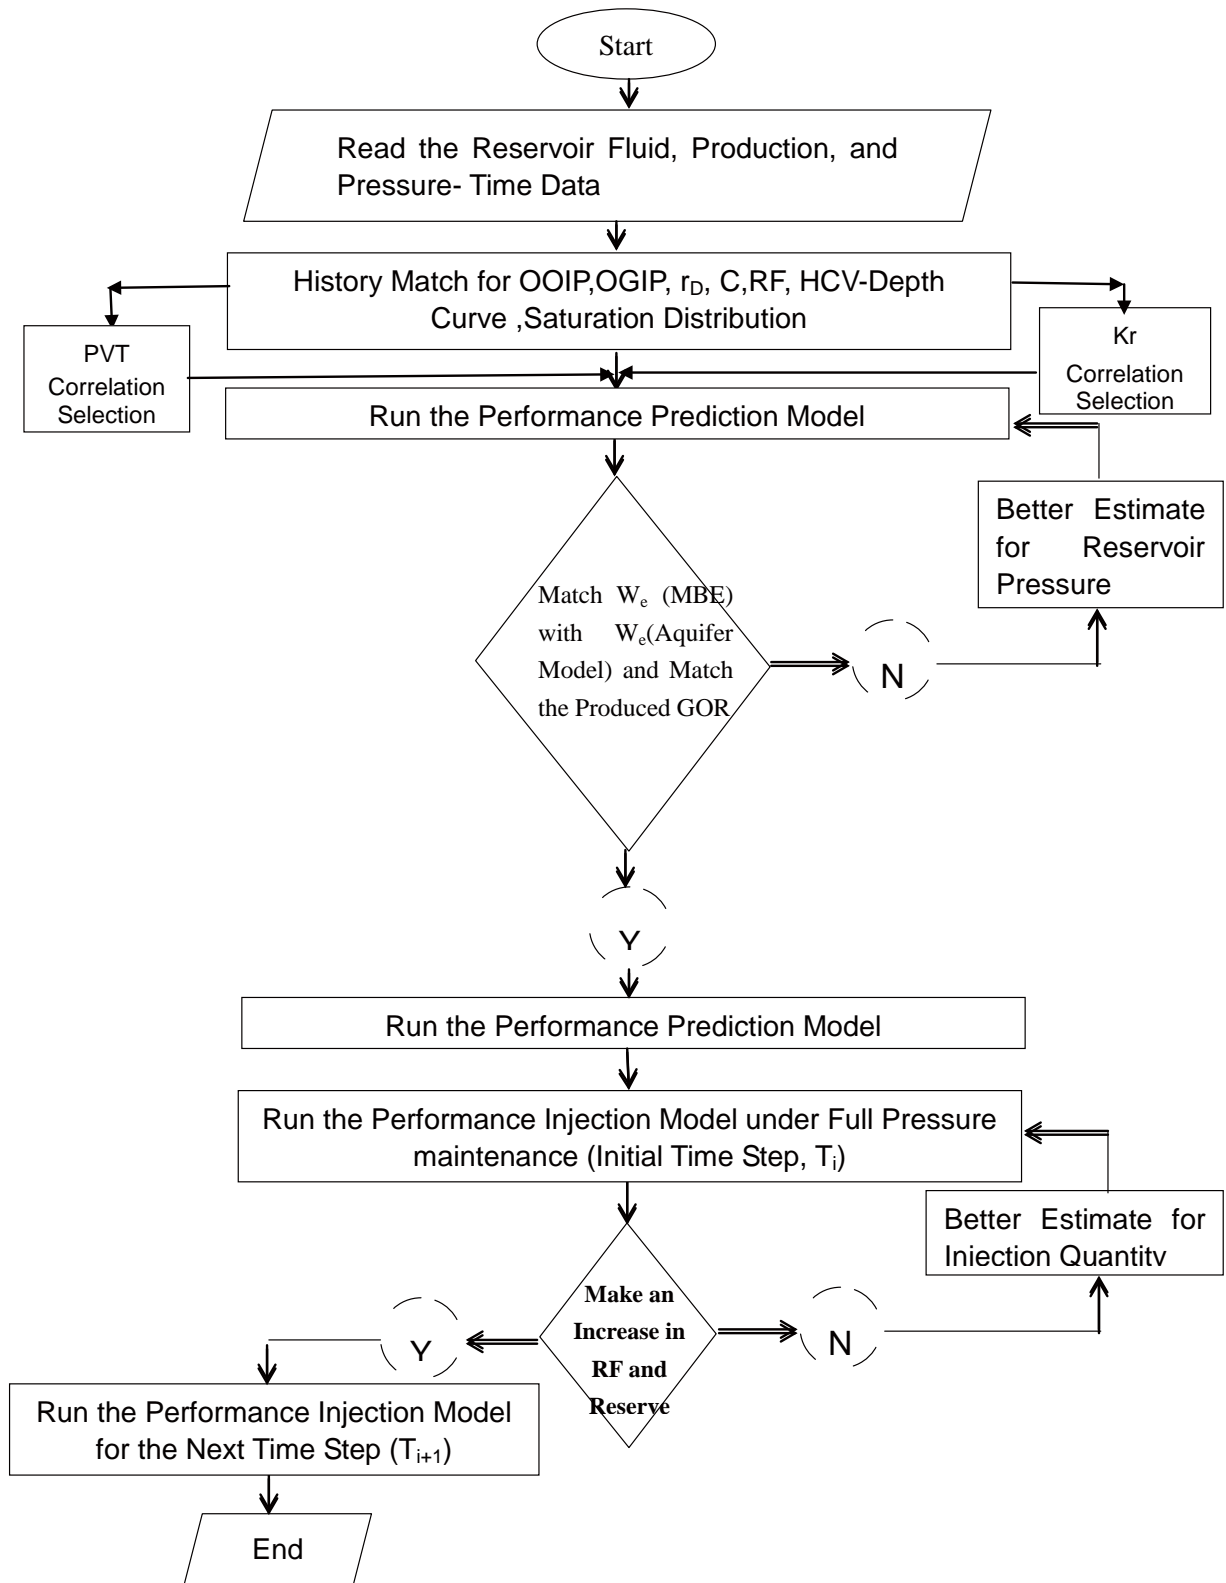 Start
Read the Reservoir Fluid, Production, and
Pressure- Time Data
History Match for OOIP,OGIP, rD, C,RF, HCV-Depth
Curve ,Saturation Distribution
PVT
Correlation
Selection
Kr
Correlation
Selection
Run the Performance Prediction Model
Better Estimate
for Reservoir
Pressure
Match We (MBE)
with We(Aquifer
Model) and Match
the Produced GOR
N
Y
Run the Performance Prediction Model
Run the Performance Injection Model under Full Pressure
maintenance (Initial Time Step, Ti)
Better Estimate for
Injection Quantity
Make an
Increase in
RF and
Reserve
Y
N
Run the Performance Injection Model
for the Next Time Step (Ti+1)
End